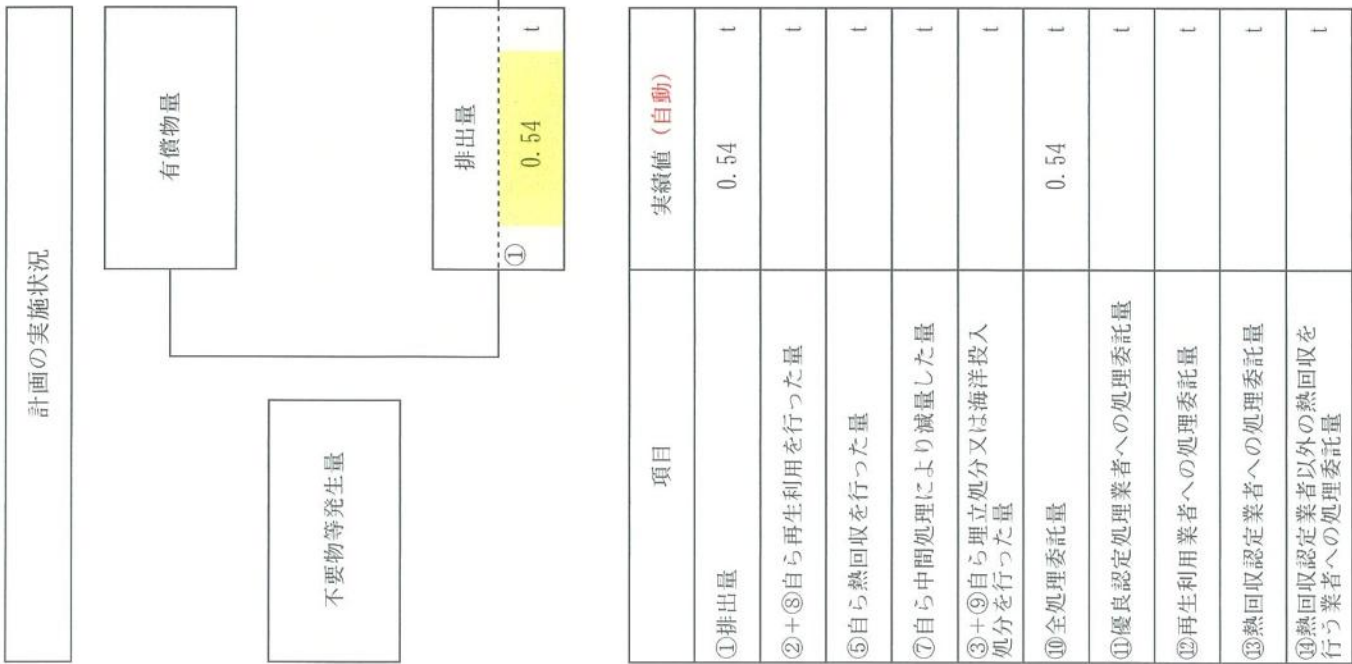 計画の実施状況
有償物量
不要物等発生量
排出量
① 0.54 t
項目 実績値（自動）
①排出量 0.54 t
②+⑧自ら再生利用を行った量 t
⑤自ら熱回収を行った量 t
⑦自ら中間処理により減量した量 t
③+⑨自ら埋立処分又は海洋投入
処分を行った量 t
⑩全処理委託量 0.54 t
⑪優良認定処理業者への処理委託量 t
⑫再生利用業者への処理委託量 t
⑬熱回収認定業者への処理委託量 t
⑭熱回収認定業者以外の熱回収を
行う業者への処理委託量 t